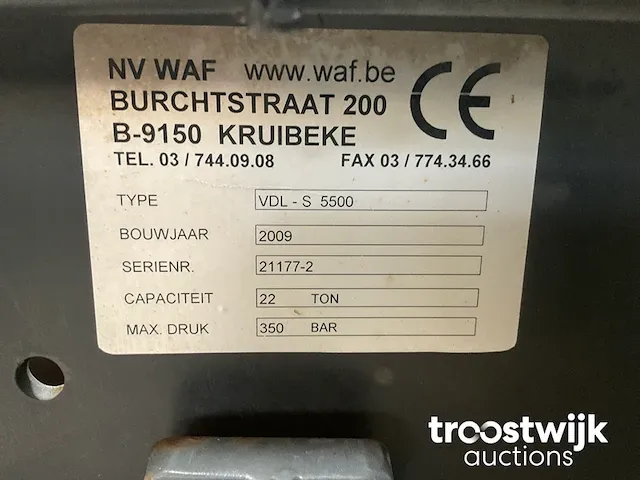 NV WAF www.waf.be
BURCHTSTRAAT 200
B-9150 KRUIBEKE
CE
TEL. 03 / 744.09.08 FAX 03 / 774.34.66
TYPE VDL - S 5500
BOUWJAAR 2009
SERIENR. 21177-2
CAPACITEIT 22 TON
MAX. DRUK 350 BAR
troostwijk
auctions